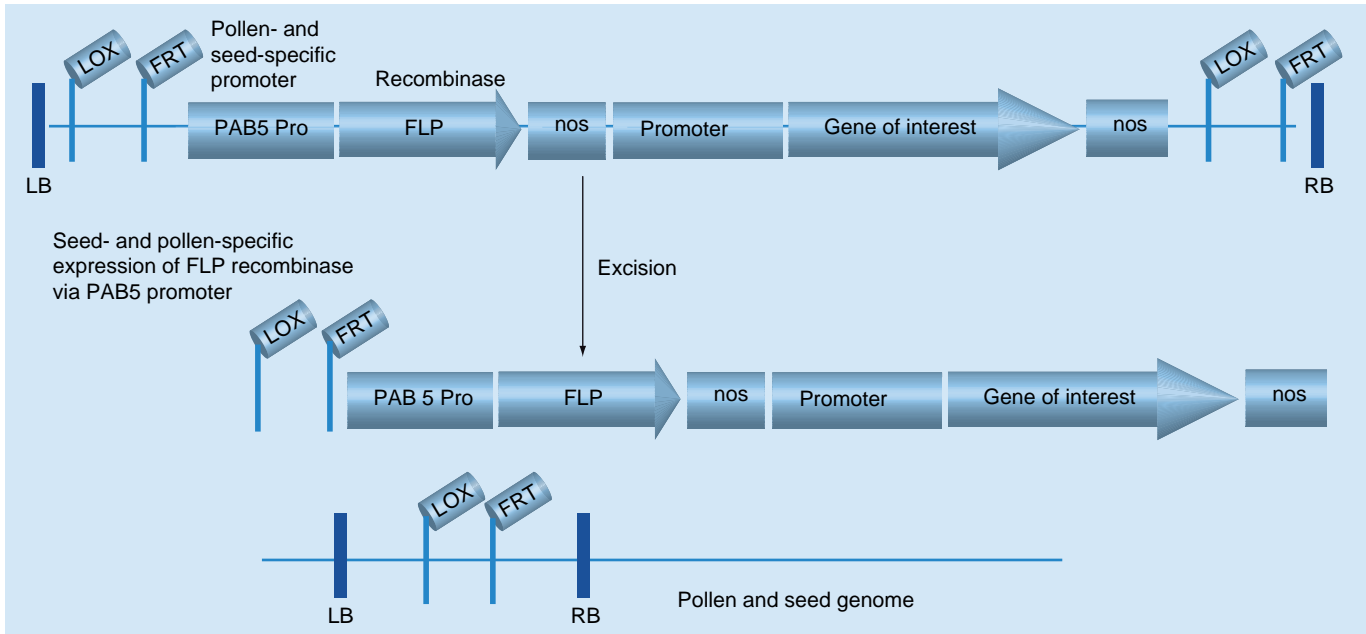 LOX
FRT
Pollen- and
seed-specific
promoter
Recombinase
LOX
FRT
PAB5 Pro
FLP
nos
Promoter
Gene of interest
nos
LB
RB
Seed- and pollen-specific
expression of FLP recombinase
via PAB5 promoter
Excision
LOX
FRT
PAB 5 Pro
FLP
nos
Promoter
Gene of interest
nos
LOX
FRT
LB
RB
Pollen and seed genome